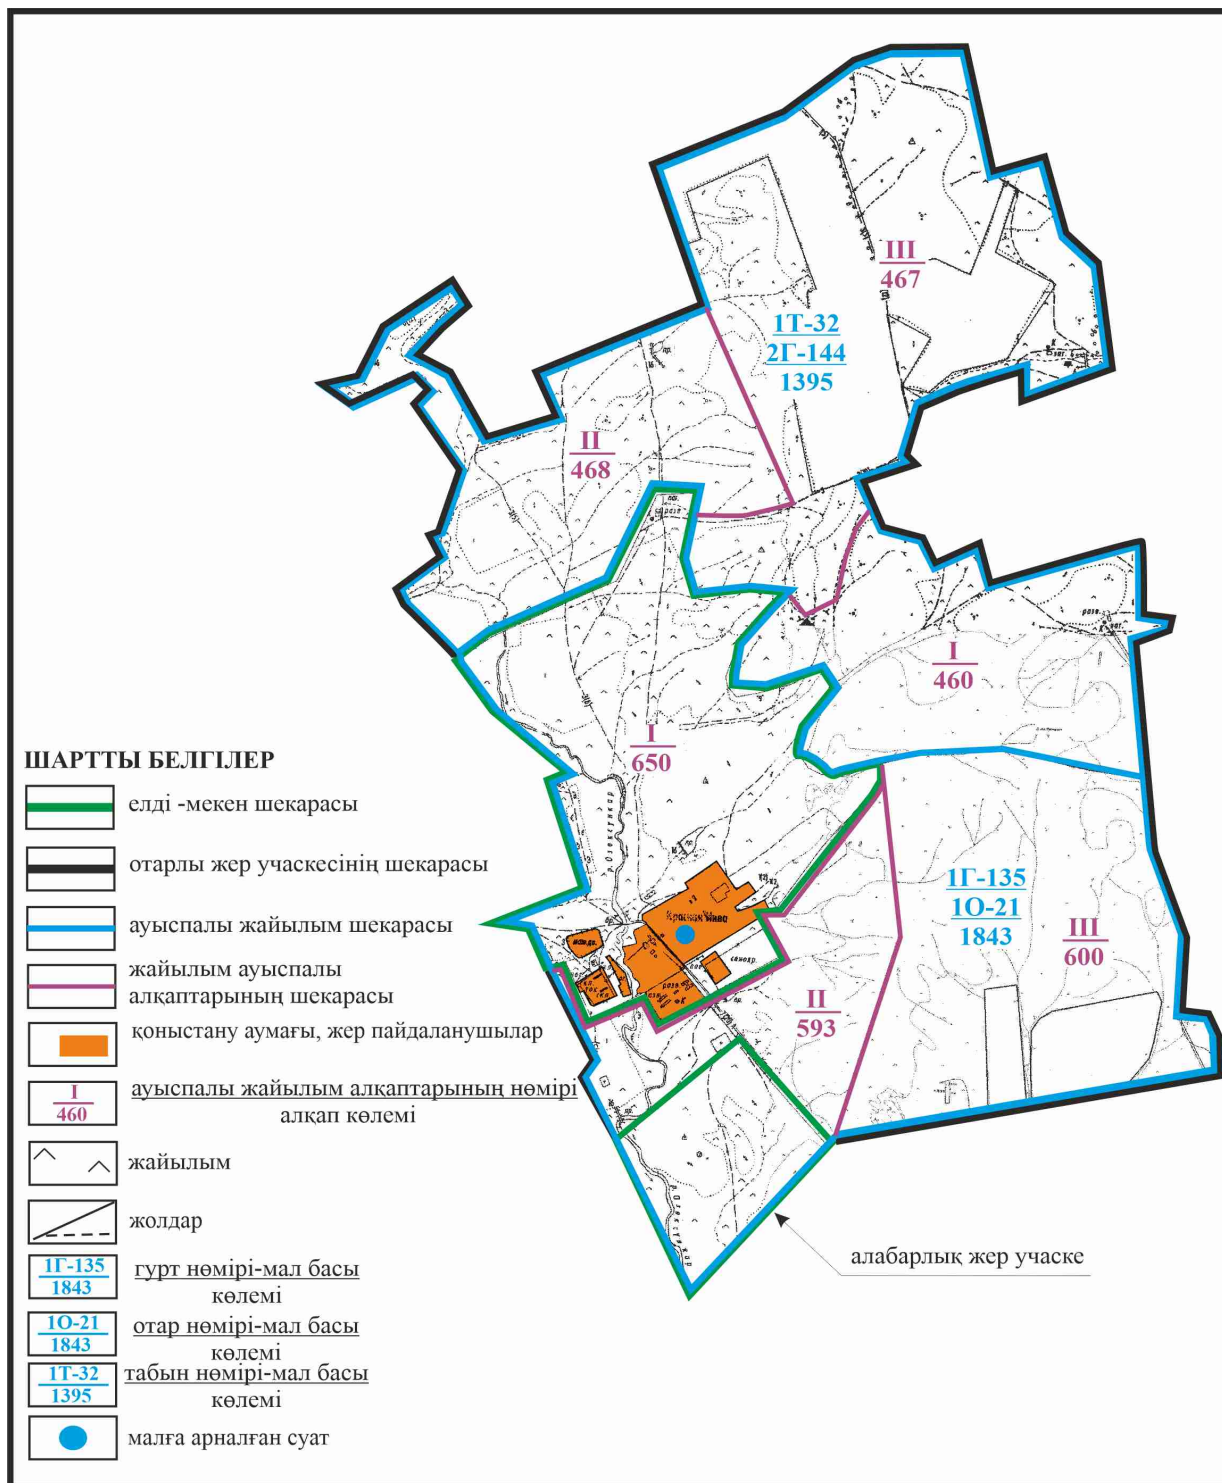 III
467
1Т-32
2Г-144
1395
II
468
I
460
I
650
1Г-135
1О-21
1843
III
600
II
593
Красная Нива
р. Озексункар
р. Озексункар
алабарлық жер учаске
ШАРТТЫ БЕЛГІЛЕР
елді -мекен шекарасы
отарлы жер учаскесінің шекарасы
ауыспалы жайылым шекарасы
жайылым ауыспалы
алқаптарының шекарасы
қоныстану аумағы, жер пайдаланушылар
I
460
ауыспалы жайылым алқаптарының нөмірі
алқап көлемі
жайылым
жолдар
1Г-135
1843
гурт нөмірі-мал басы
көлемі
1О-21
1843
отар нөмірі-мал басы
көлемі
1Т-32
1395
табын нөмірі-мал басы
көлемі
малға арналған суат